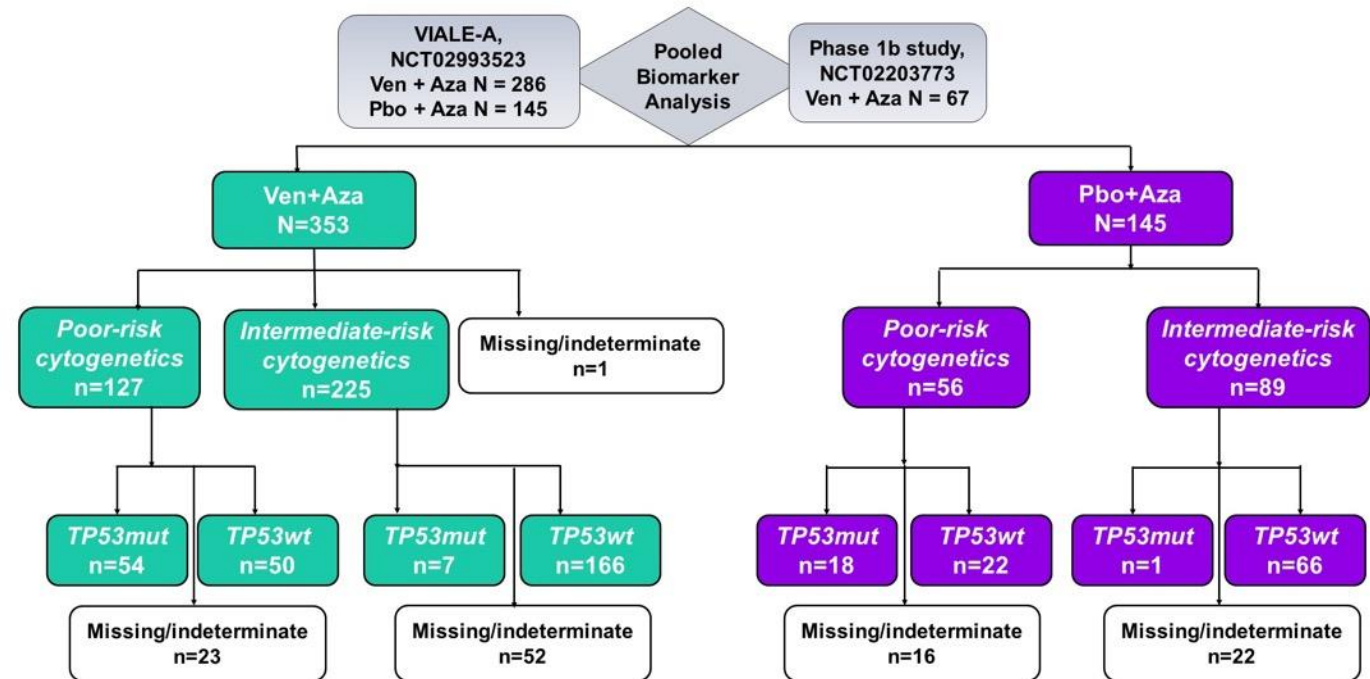 VIALE-A,
NCT02993523
Ven + Aza N = 286
Pbo + Aza N = 145
Pooled
Biomarker
Analysis
Phase 1b study,
NCT02203773
Ven + Aza N = 67
Ven+Aza
N=353
Pbo+Aza
N=145
Poor-risk
cytogenetics
n=127
Intermediate-risk
cytogenetics
n=225
Missing/indeterminate
n=1
Poor-risk
cytogenetics
n=56
Intermediate-risk
cytogenetics
n=89
TP53mut
n=54
TP53wt
n=50
TP53mut
n=7
TP53wt
n=166
TP53mut
n=18
TP53wt
n=22
TP53mut
n=1
TP53wt
n=66
Missing/indeterminate
n=23
Missing/indeterminate
n=52
Missing/indeterminate
n=16
Missing/indeterminate
n=22